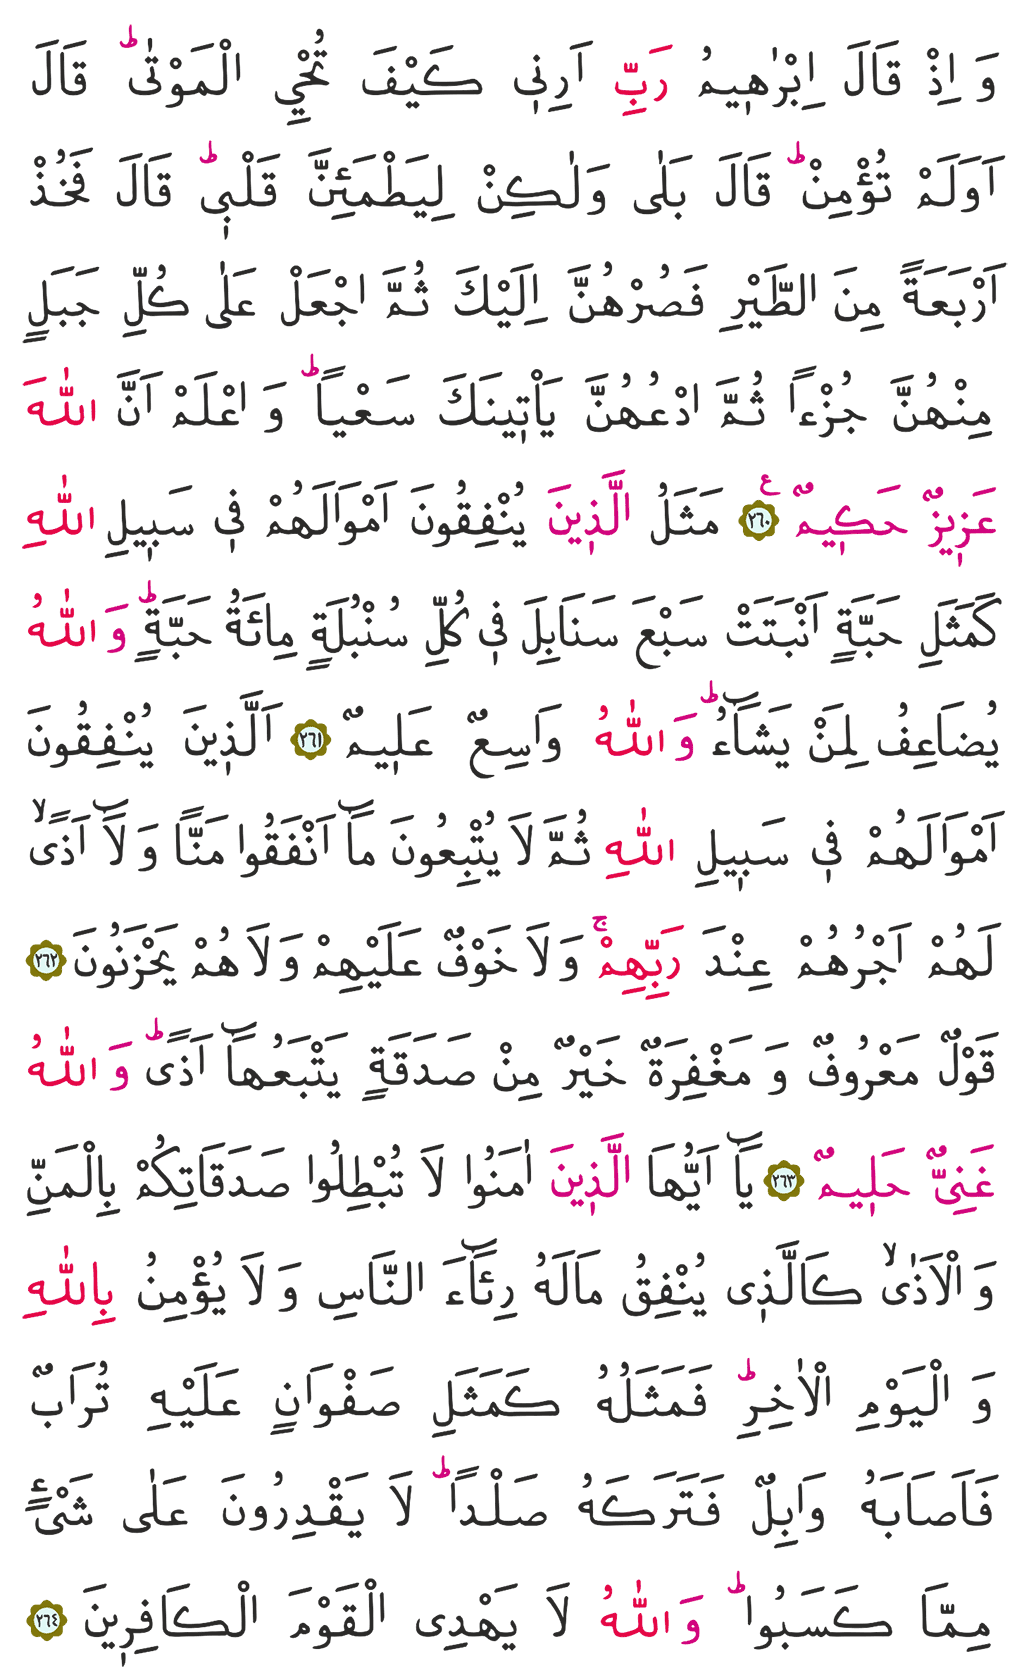 وَ اِذْ قَالَ اِبْرٰهٖيمُ رَبِّ اَرِنٖى كَيْفَ تُحْيِي الْمَوْتٰى ؕ قَالَ
اَوَلَمْ تُؤْمِنْ ؕ قَالَ بَلٰى وَلٰكِنْ لِيَطْمَئِنَّ قَلْبٖى ؕ قَالَ فَخُذْ
اَرْبَعَةً مِنَ الطَّيْرِ فَصُرْهُنَّ اِلَيْكَ ثُمَّ اجْعَلْ عَلٰى كُلِّ جَبَلٍ
مِنْهُنَّ جُزْءاً ثُمَّ ادْعُهُنَّ يَاْتٖينَكَ سَعْياً ؕ وَ اعْلَمْ اَنَّ اللّٰهَ
عَزٖيزٌ حَكٖيمٌ ۧ ﴿٢٦٠﴾ مَثَلُ الَّذٖينَ يُنْفِقُونَ اَمْوَالَهُمْ فٖى سَبٖيلِ اللّٰهِ
كَمَثَلِ حَبَّةٍ اَنْبَتَتْ سَبْعَ سَنَابِلَ فٖى كُلِّ سُنْبُلَةٍ مِائَةُ حَبَّةٍ ؕ وَ اللّٰهُ
يُضَاعِفُ لِمَنْ يَشَٓاءُ ؕ وَ اللّٰهُ وَاسِعٌ عَلٖيمٌ ﴿٢٦١﴾ اَلَّذٖينَ يُنْفِقُونَ
اَمْوَالَهُمْ فٖى سَبٖيلِ اللّٰهِ ثُمَّ لَا يُتْبِعُونَ مَٓا اَنْفَقُوا مَنًّا وَ لَٓا اَذًىۙ
لَهُمْ اَجْرُهُمْ عِنْدَ رَبِّهِمْۚ وَ لَا خَوْفٌ عَلَيْهِمْ وَ لَا هُمْ يَحْزَنُونَ ﴿٢٦٢﴾
قَوْلٌ مَعْرُوفٌ وَ مَغْفِرَةٌ خَيْرٌ مِنْ صَدَقَةٍ يَتْبَعُهَٓا اَذًى ؕ وَ اللّٰهُ
غَنِىٌّ حَلٖيمٌ ﴿٢٦٣﴾ يَٓا اَيُّهَا الَّذٖينَ اٰمَنُوا لَا تُبْطِلُوا صَدَقَاتِكُمْ بِالْمَنِّ
وَ الْاَذٰىۙ كَالَّذٖى يُنْفِقُ مَالَهُ رِئَٓاءَ النَّاسِ وَ لَا يُؤْمِنُ بِاللّٰهِ
وَ الْيَوْمِ الْاٰخِرِ ؕ فَمَثَلُهُ كَمَثَلِ صَفْوَانٍ عَلَيْهِ تُرَابٌ
فَاَصَابَهُ وَابِلٌ فَتَرَكَهُ صَلْداً ؕ لَا يَقْدِرُونَ عَلٰى شَىْءٍ
مِمَّا كَسَبُوا ؕ وَ اللّٰهُ لَا يَهْدِى الْقَوْمَ الْكَافِرٖينَ ﴿٢٦٤﴾